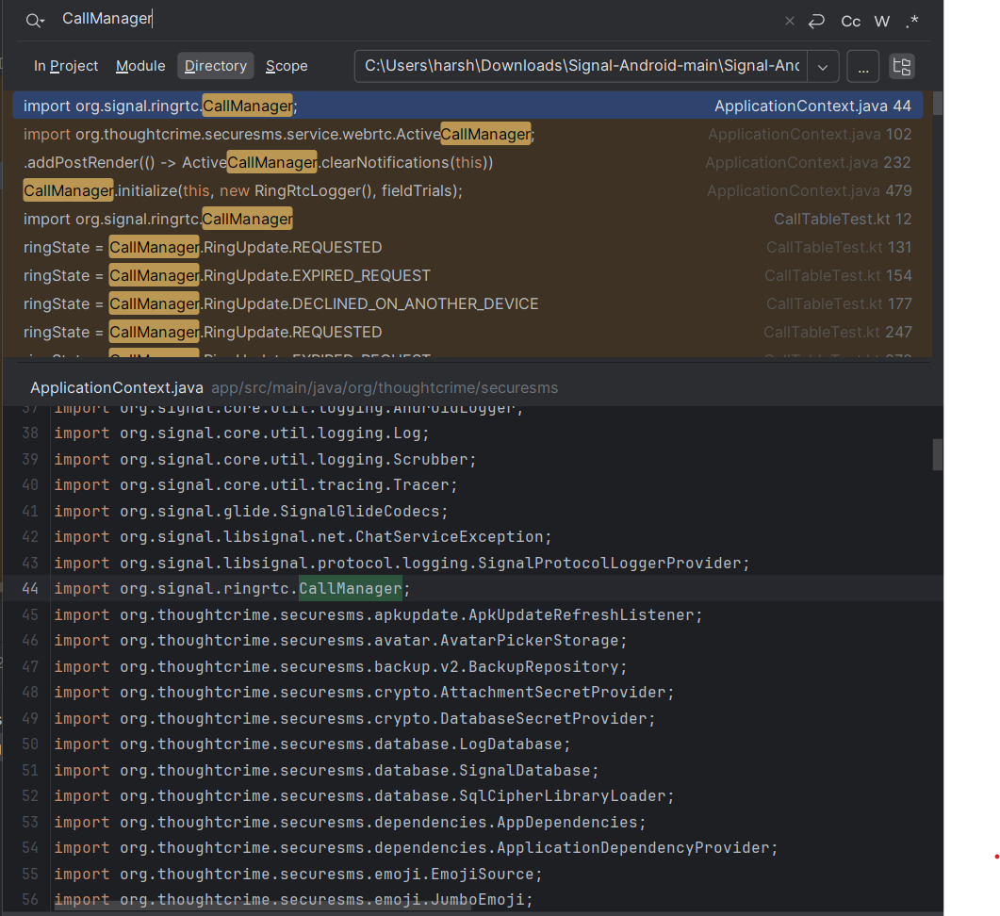 CallManager
Cc W .*
In Project Module Directory Scope C:\Users\harsh\Downloads\Signal-Android-main\Signal-Anc ...
import org.signal.ringrtc.CallManager; ApplicationContext.java 44
import org.thoughtcrime.securesms.service.webrtc.ActiveCallManager; ApplicationContext.java 102
.addPostRender(() -> ActiveCallManager.clearNotifications(this)) ApplicationContext.java 232
CallManager.initialize(this, new RingRtcLogger(), fieldTrials); ApplicationContext.java 479
import org.signal.ringrtc.CallManager CallTableTest.kt 12
ringState = CallManager.RingUpdate.REQUESTED CallTableTest.kt 131
ringState = CallManager.RingUpdate.EXPIRED_REQUEST CallTableTest.kt 154
ringState = CallManager.RingUpdate.DECLINED_ON_ANOTHER_DEVICE CallTableTest.kt 177
ringState = CallManager.RingUpdate.REQUESTED CallTableTest.kt 247
ApplicationContext.java app/src/main/java/org/thoughtcrime/securesms
37 import org.signal.core.util.logging.AndroidLogger;
38 import org.signal.core.util.logging.Log;
39 import org.signal.core.util.logging.Scrubber;
40 import org.signal.core.util.tracing.Tracer;
41 import org.signal.glide.SignalGlideCodecs;
42 import org.signal.libsignal.net.ChatServiceException;
43 import org.signal.libsignal.protocol.logging.SignalProtocolLoggerProvider;
44 import org.signal.ringrtc.CallManager;
45 import org.thoughtcrime.securesms.apkupdate.ApkUpdateRefreshListener;
46 import org.thoughtcrime.securesms.avatar.AvatarPickerStorage;
47 import org.thoughtcrime.securesms.backup.v2.BackupRepository;
48 import org.thoughtcrime.securesms.crypto.AttachmentSecretProvider;
49 import org.thoughtcrime.securesms.crypto.DatabaseSecretProvider;
50 import org.thoughtcrime.securesms.database.LogDatabase;
51 import org.thoughtcrime.securesms.database.SignalDatabase;
52 import org.thoughtcrime.securesms.database.SqlCipherLibraryLoader;
53 import org.thoughtcrime.securesms.dependencies.AppDependencies;
54 import org.thoughtcrime.securesms.dependencies.ApplicationDependencyProvider;
55 import org.thoughtcrime.securesms.emoji.EmojiSource;
56 import org.thoughtcrime.securesms.emoji.JumboEmoji;